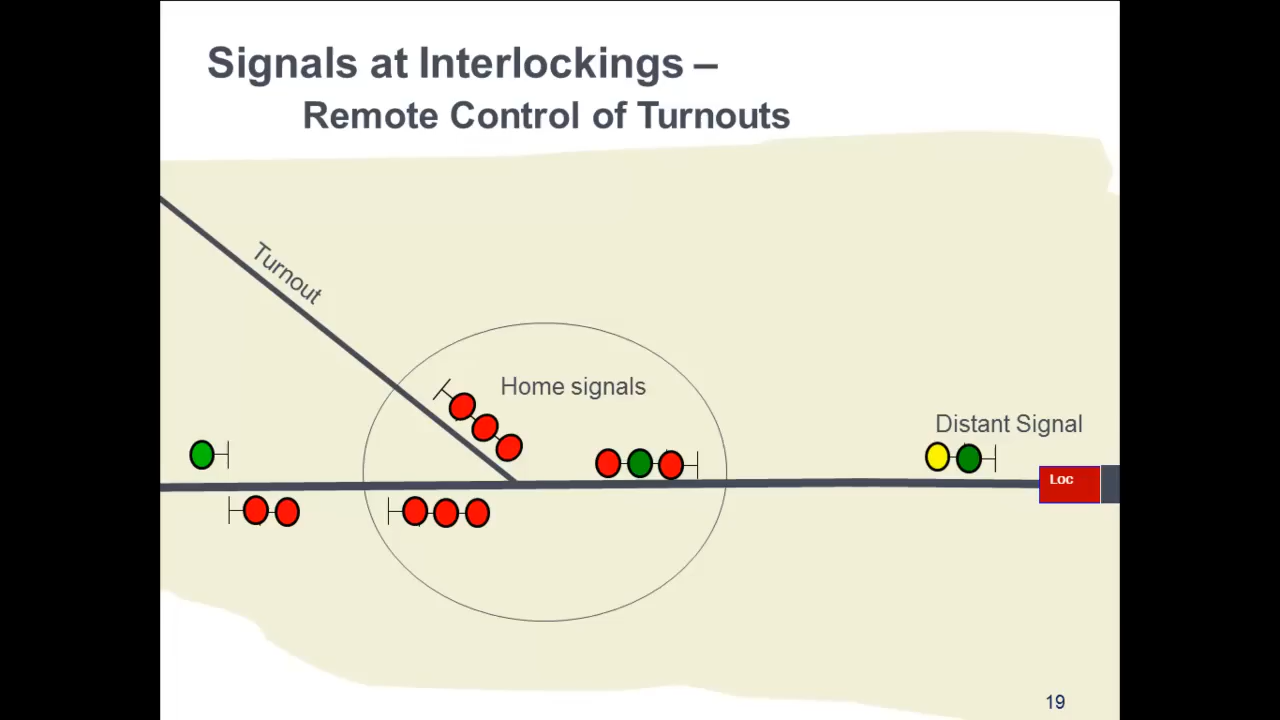 Signals at Interlockings –
Remote Control of Turnouts
Turnout
Home signals
Distant Signal
Loc
19